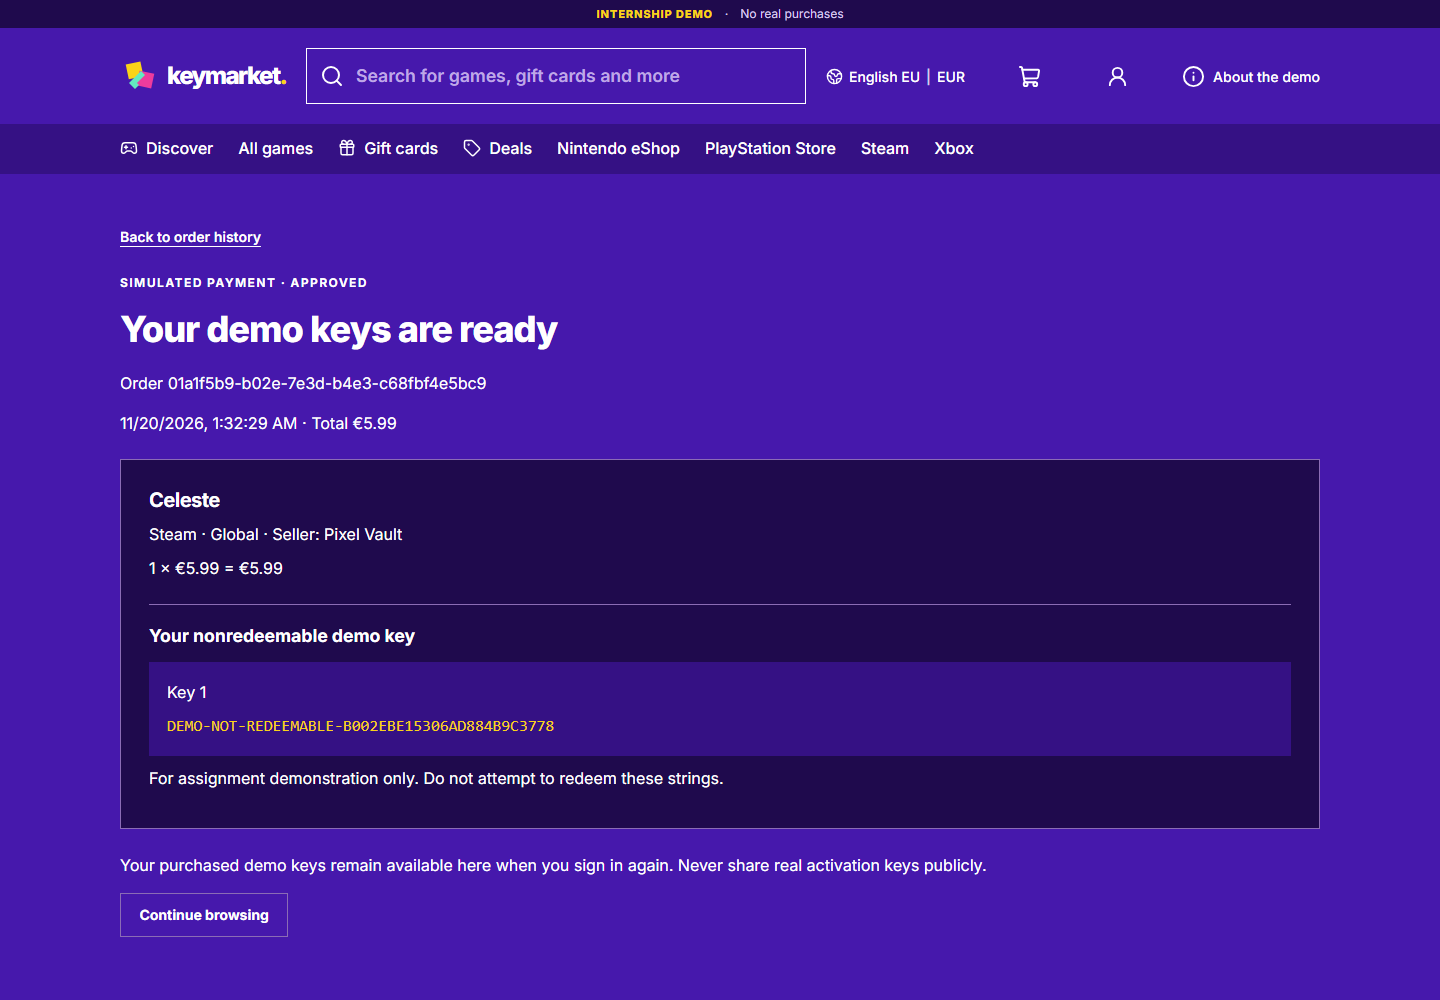 INTERNSHIP DEMO · No real purchases
keymarket.
Search for games, gift cards and more
English EU | EUR
About the demo
Discover All games Gift cards Deals Nintendo eShop PlayStation Store Steam Xbox
Back to order history
SIMULATED PAYMENT · APPROVED
Your demo keys are ready
Order 01a1f5b9-b02e-7e3d-b4e3-c68fbf4e5bc9
11/20/2026, 1:32:29 AM · Total €5.99
Celeste
Steam · Global · Seller: Pixel Vault
1 × €5.99 = €5.99
Your nonredeemable demo key
Key 1
DEMO-NOT-REDEEMABLE-B002EBE15306AD884B9C3778
For assignment demonstration only. Do not attempt to redeem these strings.
Your purchased demo keys remain available here when you sign in again. Never share real activation keys publicly.
Continue browsing